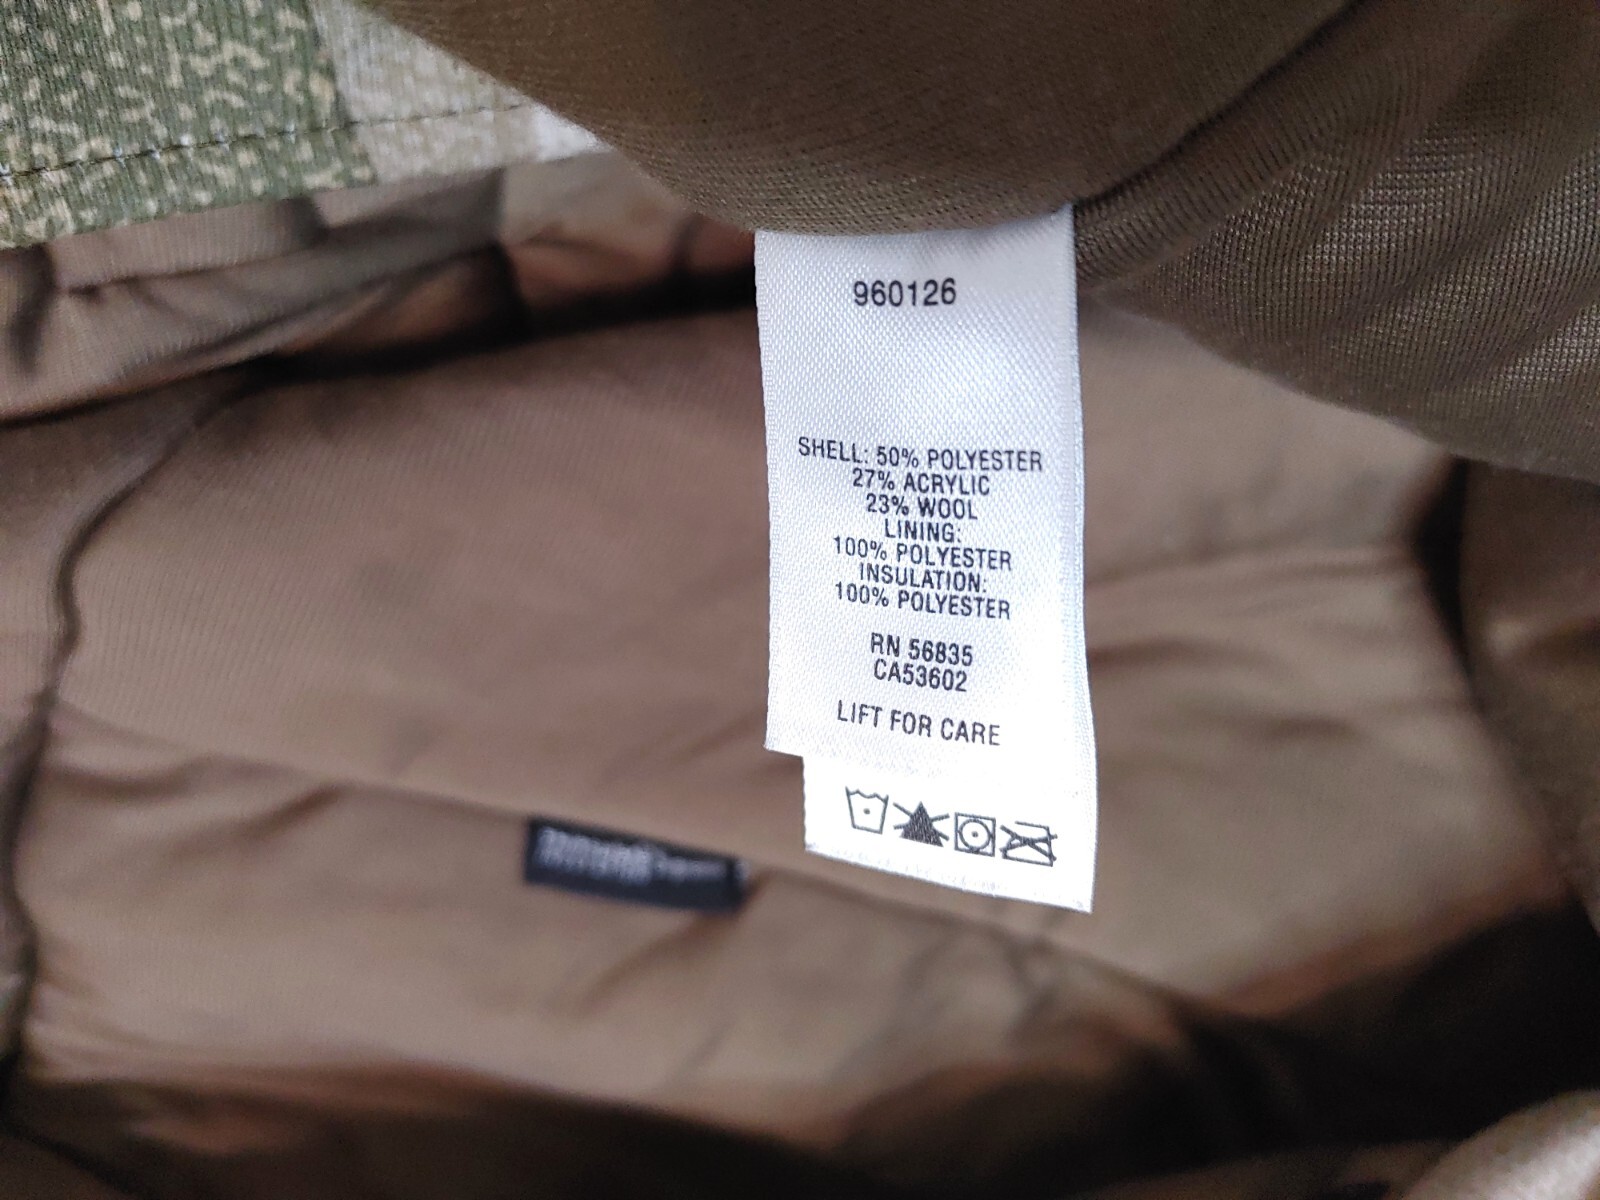 960126
SHELL: 50% POLYESTER
27% ACRYLIC
23% WOOL
LINING:
100% POLYESTER
INSULATION:
100% POLYESTER
RN 56835
CA53602
LIFT FOR CARE